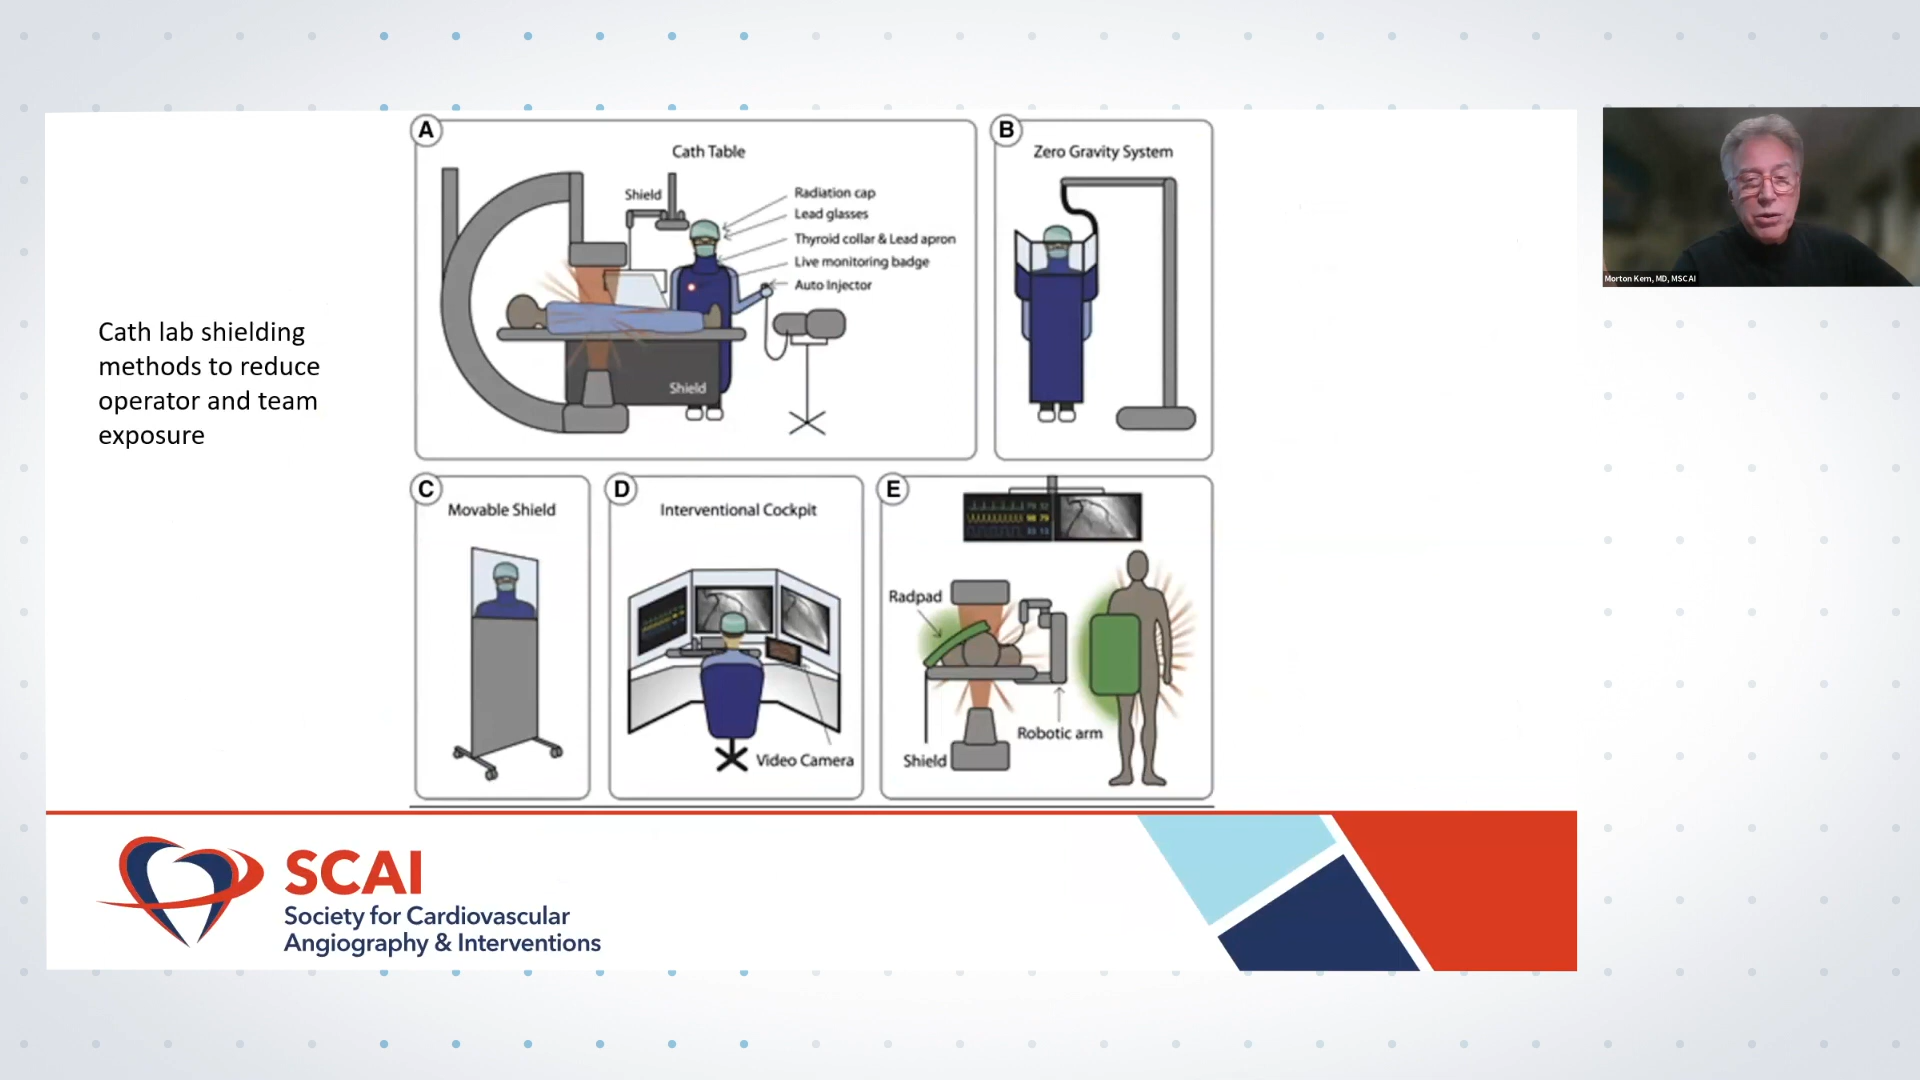 Cath lab shielding
methods to reduce
operator and team
exposure
A
Cath Table
Shield
Radiation cap
Lead glasses
Thyroid collar & Lead apron
Live monitoring badge
Auto Injector
Shield
B
Zero Gravity System
C
Movable Shield
D
Interventional Cockpit
Video Camera
E
Radpad
Robotic arm
Shield
SCAI
Society for Cardiovascular
Angiography & Interventions
Morton Kern, MD, MSCAI